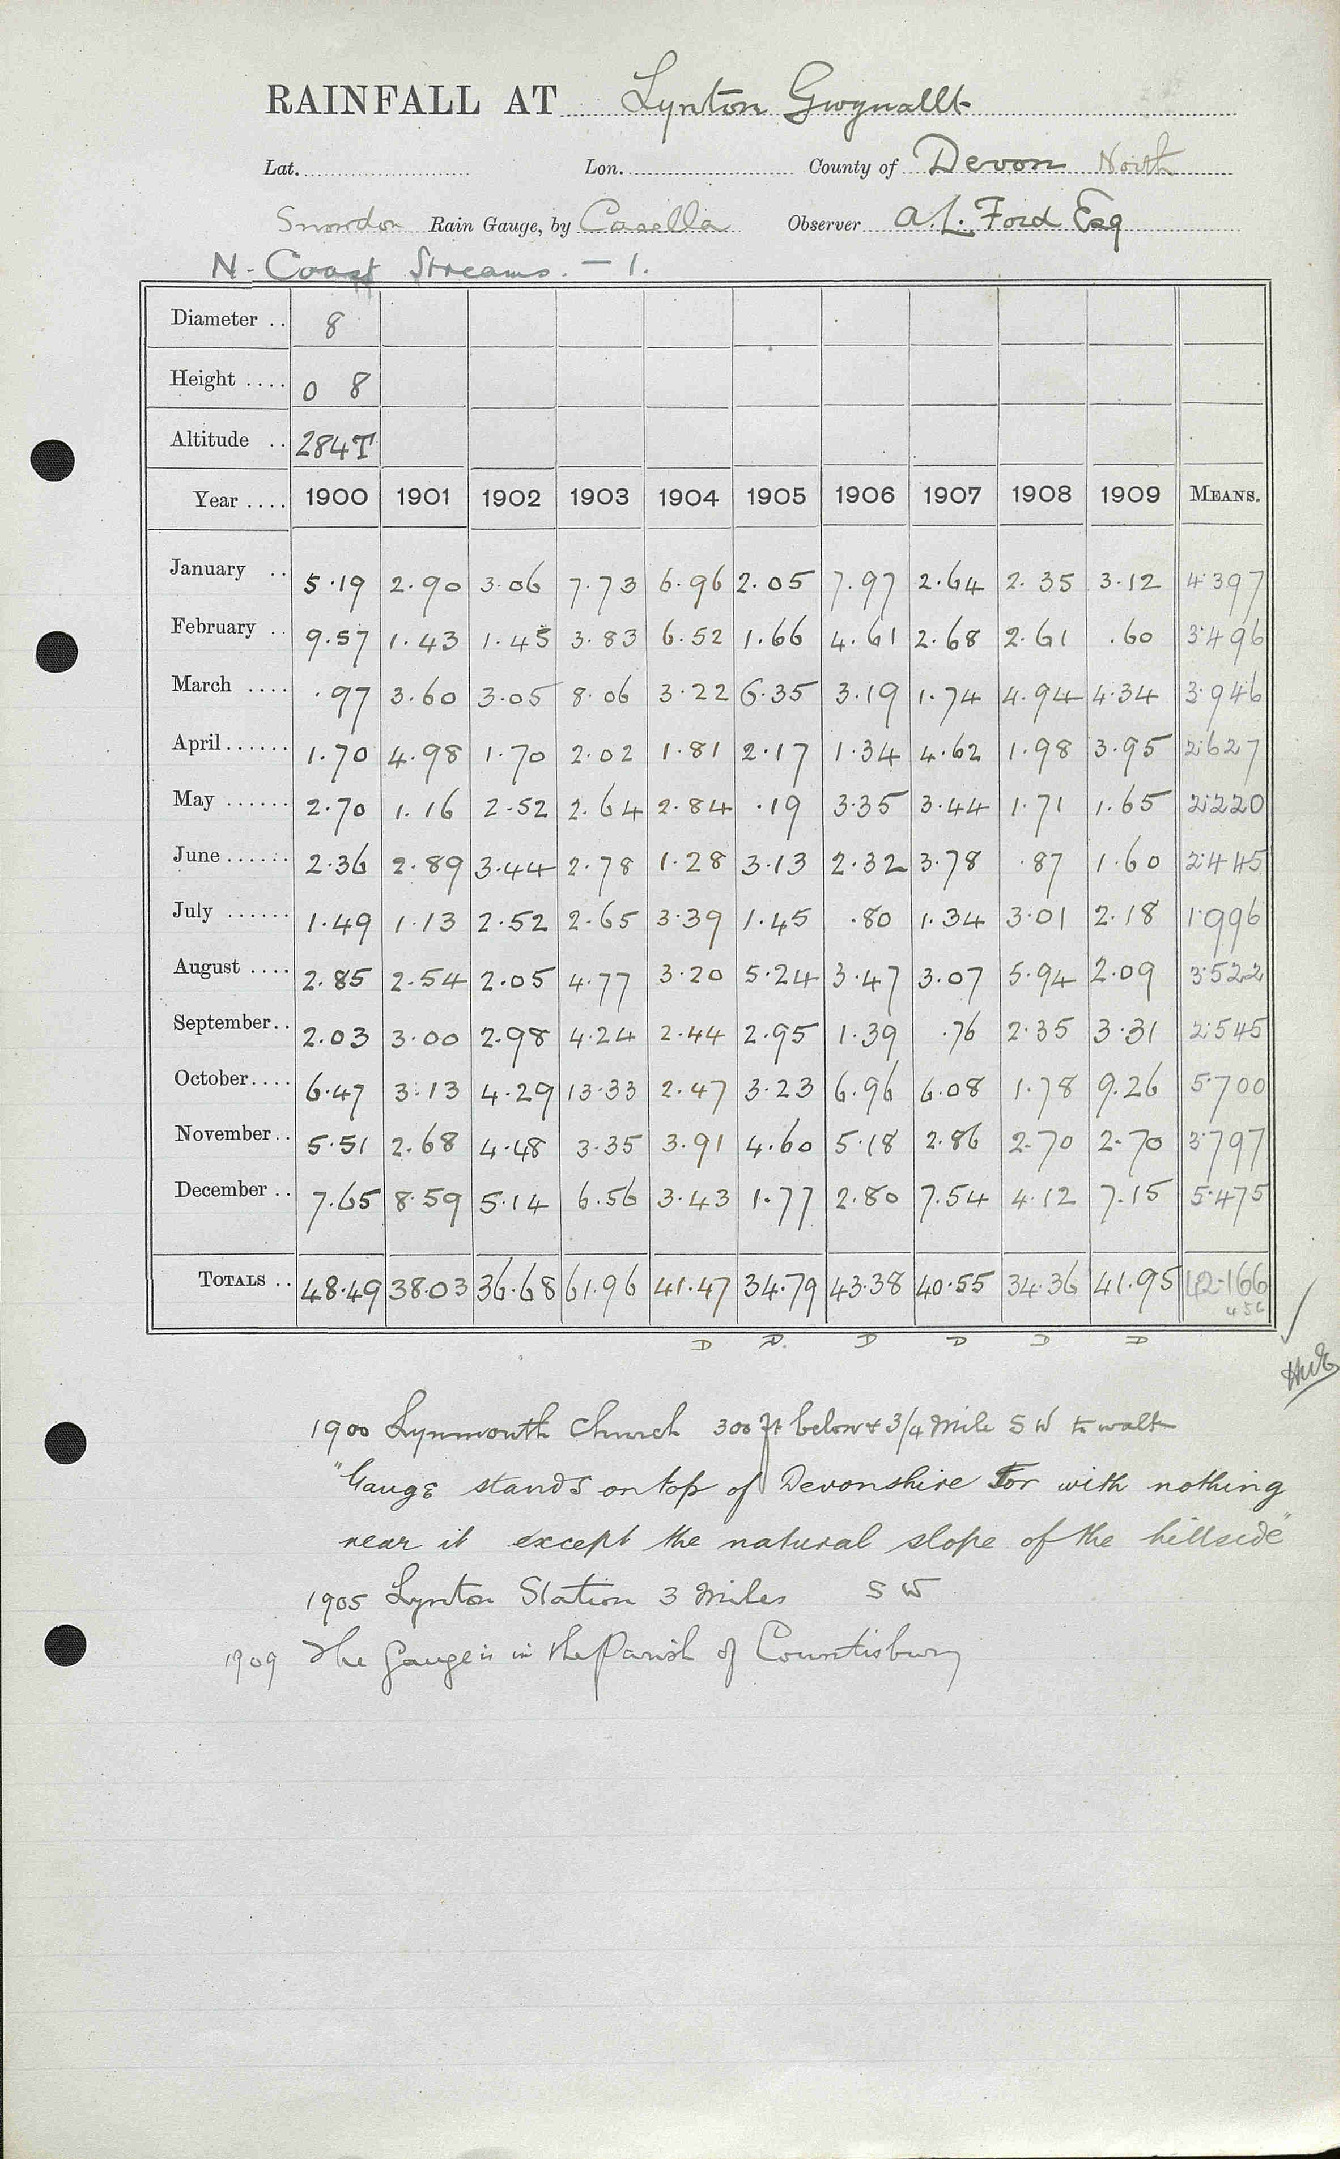 RAINFALL AT Lynton Gwynallt
Lat. Lon. County of Devon North
Snowdon Rain Gauge, by Casella Observer A. L. Ford Esq
N. Coast Streams. - 1.
Diameter .. 8
Height .... 0 8
Altitude .. 284T
Year .... 1900 1901 1902 1903 1904 1905 1906 1907 1908 1909 MEANS.
January .. 5.19 2.90 3.06 7.73 6.96 2.05 7.97 2.64 2.35 3.12 4.397
February .. 9.57 1.43 1.45 3.83 6.52 1.66 4.61 2.68 2.61 .60 3.496
March .... .97 3.60 3.05 8.06 3.22 6.35 3.19 1.74 4.94 4.34 3.946
April ...... 1.70 4.98 1.70 2.02 1.81 2.17 1.34 4.62 1.98 3.95 2.627
May ...... 2.70 1.16 2.52 2.64 2.84 .19 3.35 3.44 1.71 1.65 2.220
June ...... 2.36 2.89 3.44 2.78 1.28 3.13 2.32 3.78 .87 1.60 2.445
July ...... 1.49 1.13 2.52 2.65 3.39 1.45 .80 1.34 3.01 2.18 1.996
August .... 2.85 2.54 2.05 4.77 3.20 5.24 3.47 3.07 5.94 2.09 3.522
September .. 2.03 3.00 2.98 4.24 2.44 2.95 1.39 .76 2.35 3.31 2.545
October .... 6.47 3.13 4.29 13.33 2.47 3.23 6.96 6.08 1.78 9.26 5.700
November .. 5.51 2.68 4.48 3.35 3.91 4.60 5.18 2.86 2.70 2.70 3.797
December .. 7.65 8.59 5.14 6.56 3.43 1.77 2.80 7.54 4.12 7.15 5.475
TOTALS .. 48.49 38.03 36.68 61.96 41.47 34.79 43.38 40.55 34.36 41.95 42.166
D D. D D D D
1900 Lynmouth Church 300 ft below & 3/4 Mile S W to walk
"Gauge stands on top of Devonshire Tor with nothing
near it except the natural slope of the hillside"
1905 Lynton Station 3 Miles S W
1909 The Gauge is in the Parish of Countisbury